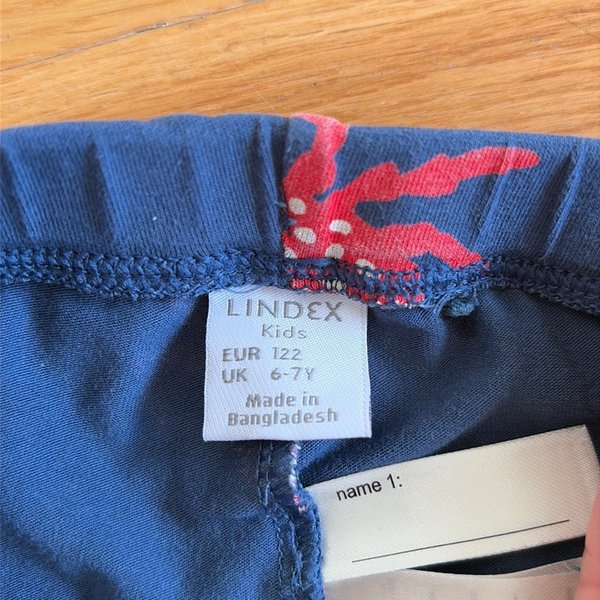 LINDEX
Kids
EUR 122
UK 6-7Y
Made in
Bangladesh
name 1: